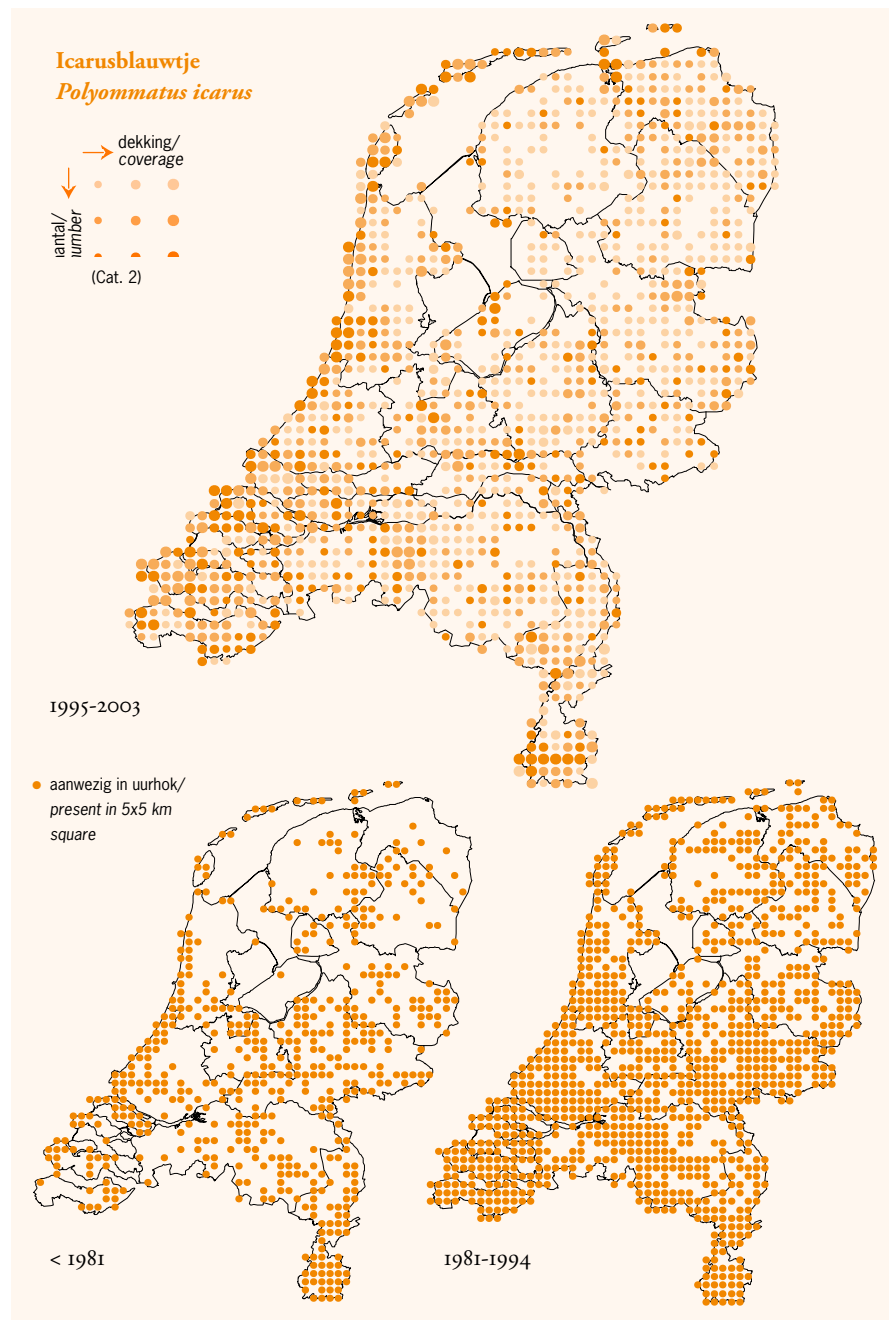 Icarusblauwtje
Polyommatus icarus
dekking/
coverage
(Cat. 2)
1995-2003
aanwezig in uurhok/
present in 5x5 km
square
< 1981
1981-1994